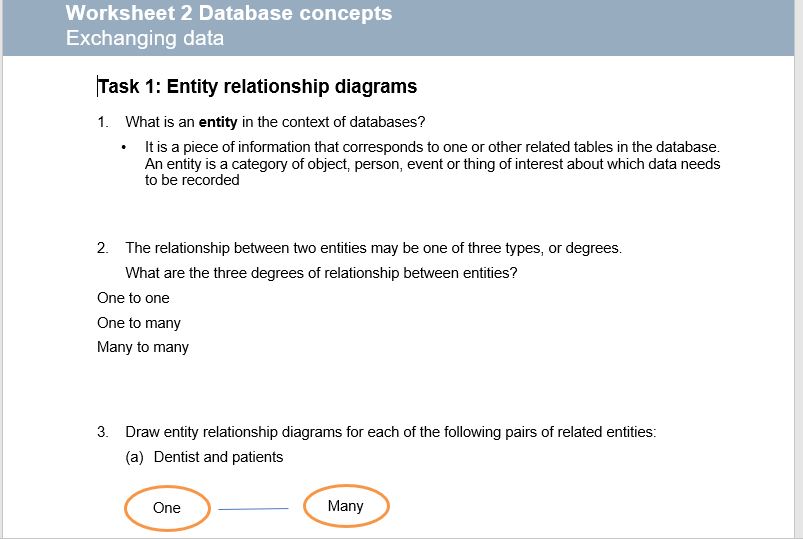 Worksheet 2 Database concepts
Exchanging data
Task 1: Entity relationship diagrams
1. What is an entity in the context of databases?
• It is a piece of information that corresponds to one or other related tables in the database.
An entity is a category of object, person, event or thing of interest about which data needs
to be recorded
2. The relationship between two entities may be one of three types, or degrees.
What are the three degrees of relationship between entities?
One to one
One to many
Many to many
3. Draw entity relationship diagrams for each of the following pairs of related entities:
(a) Dentist and patients
One Many